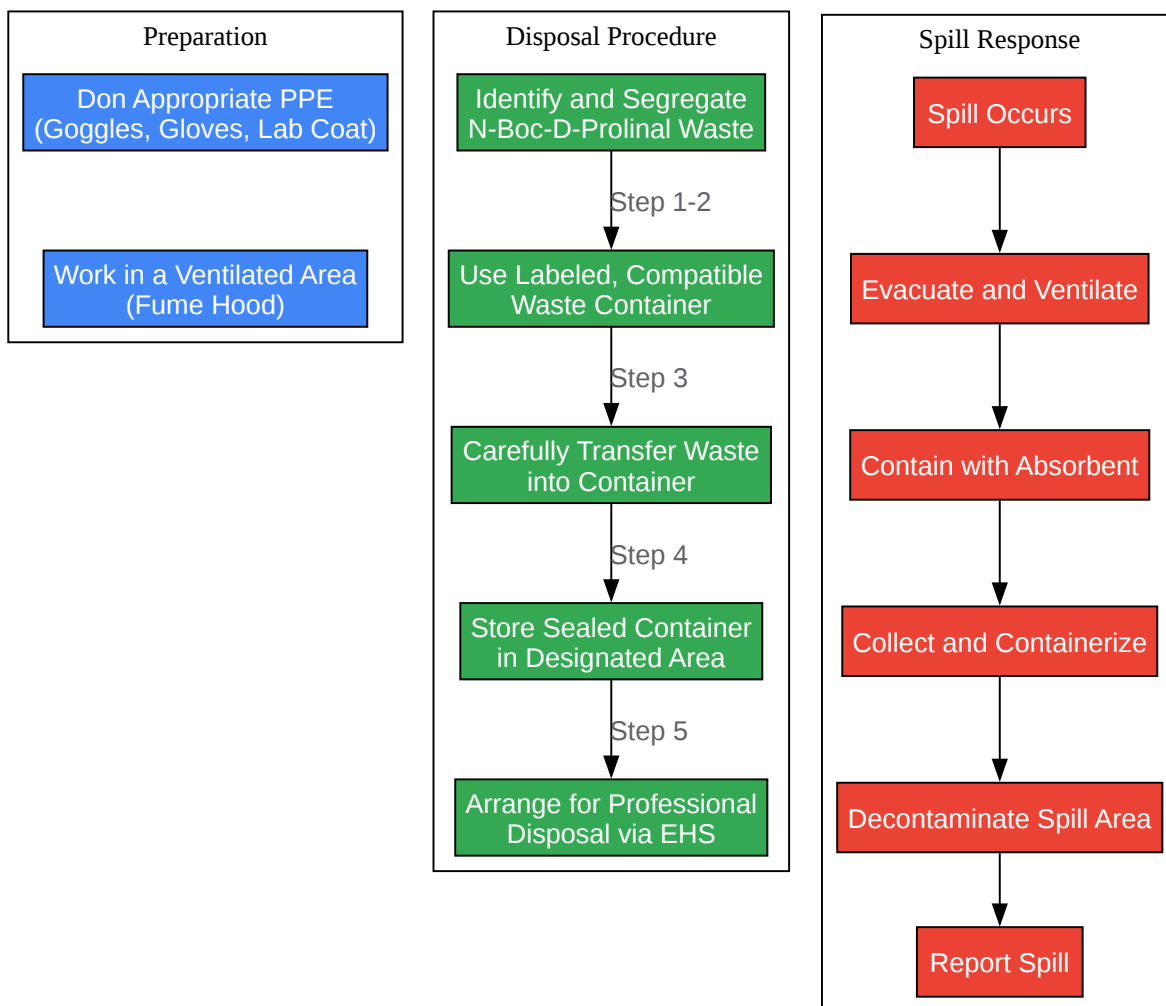 Preparation
Don Appropriate PPE
(Goggles, Gloves, Lab Coat)
Work in a Ventilated Area
(Fume Hood)
Disposal Procedure
Identify and Segregate
N-Boc-D-Prolinal Waste
Step 1-2
Use Labeled, Compatible
Waste Container
Step 3
Carefully Transfer Waste
into Container
Step 4
Store Sealed Container
in Designated Area
Step 5
Arrange for Professional
Disposal via EHS
Spill Response
Spill Occurs
Evacuate and Ventilate
Contain with Absorbent
Collect and Containerize
Decontaminate Spill Area
Report Spill